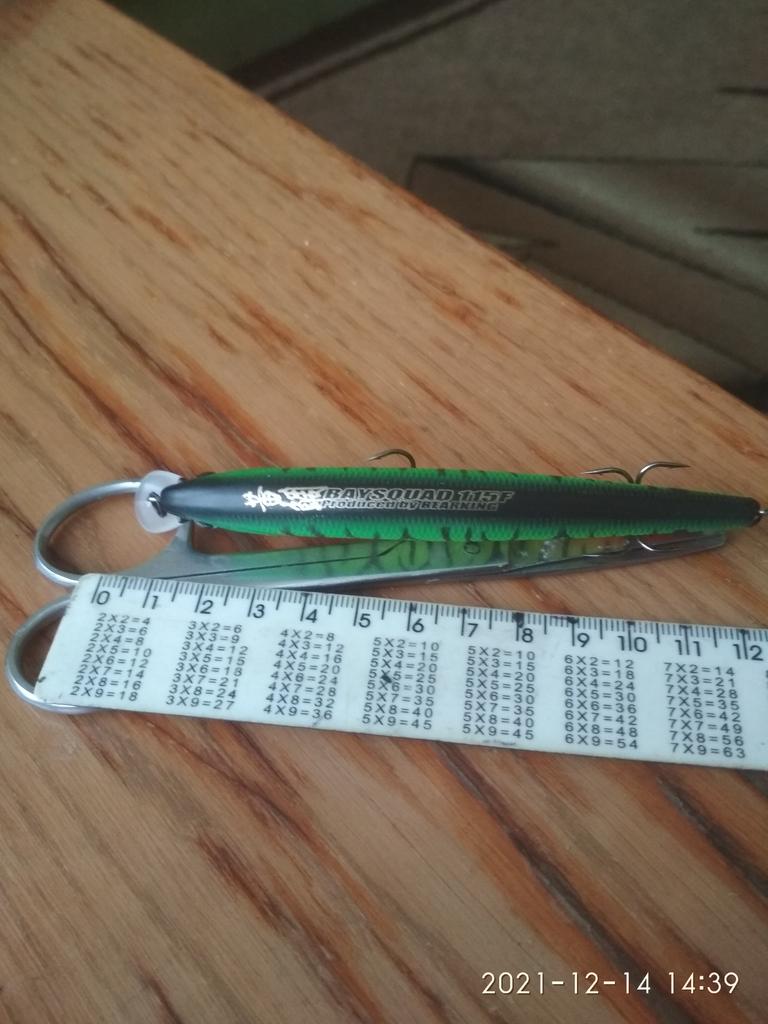 BAYSQUAD 115F
Produced by BEARKING
0 1 2 3 4 5 6 7 8 9 10 11 12
2X2=4 3X2=6 4X2=8 5X2=10 5X2=10 6X2=12 7X2=14
2X3=6 3X3=9 4X3=12 5X3=15 5X3=15 6X3=18 7X3=21
2X4=8 3X4=12 4X4=16 5X4=20 5X4=20 6X4=24 7X4=28
2X5=10 3X5=15 4X5=20 5X5=25 5X5=25 6X5=30 7X5=35
2X6=12 3X6=18 4X6=24 5X6=30 5X6=30 6X6=36 7X6=42
2X7=14 3X7=21 4X7=28 5X7=35 5X7=35 6X7=42 7X7=49
2X8=16 3X8=24 4X8=32 5X8=40 5X8=40 6X8=48 7X8=56
2X9=18 3X9=27 4X9=36 5X9=45 5X9=45 6X9=54 7X9=63
2021-12-14 14:39